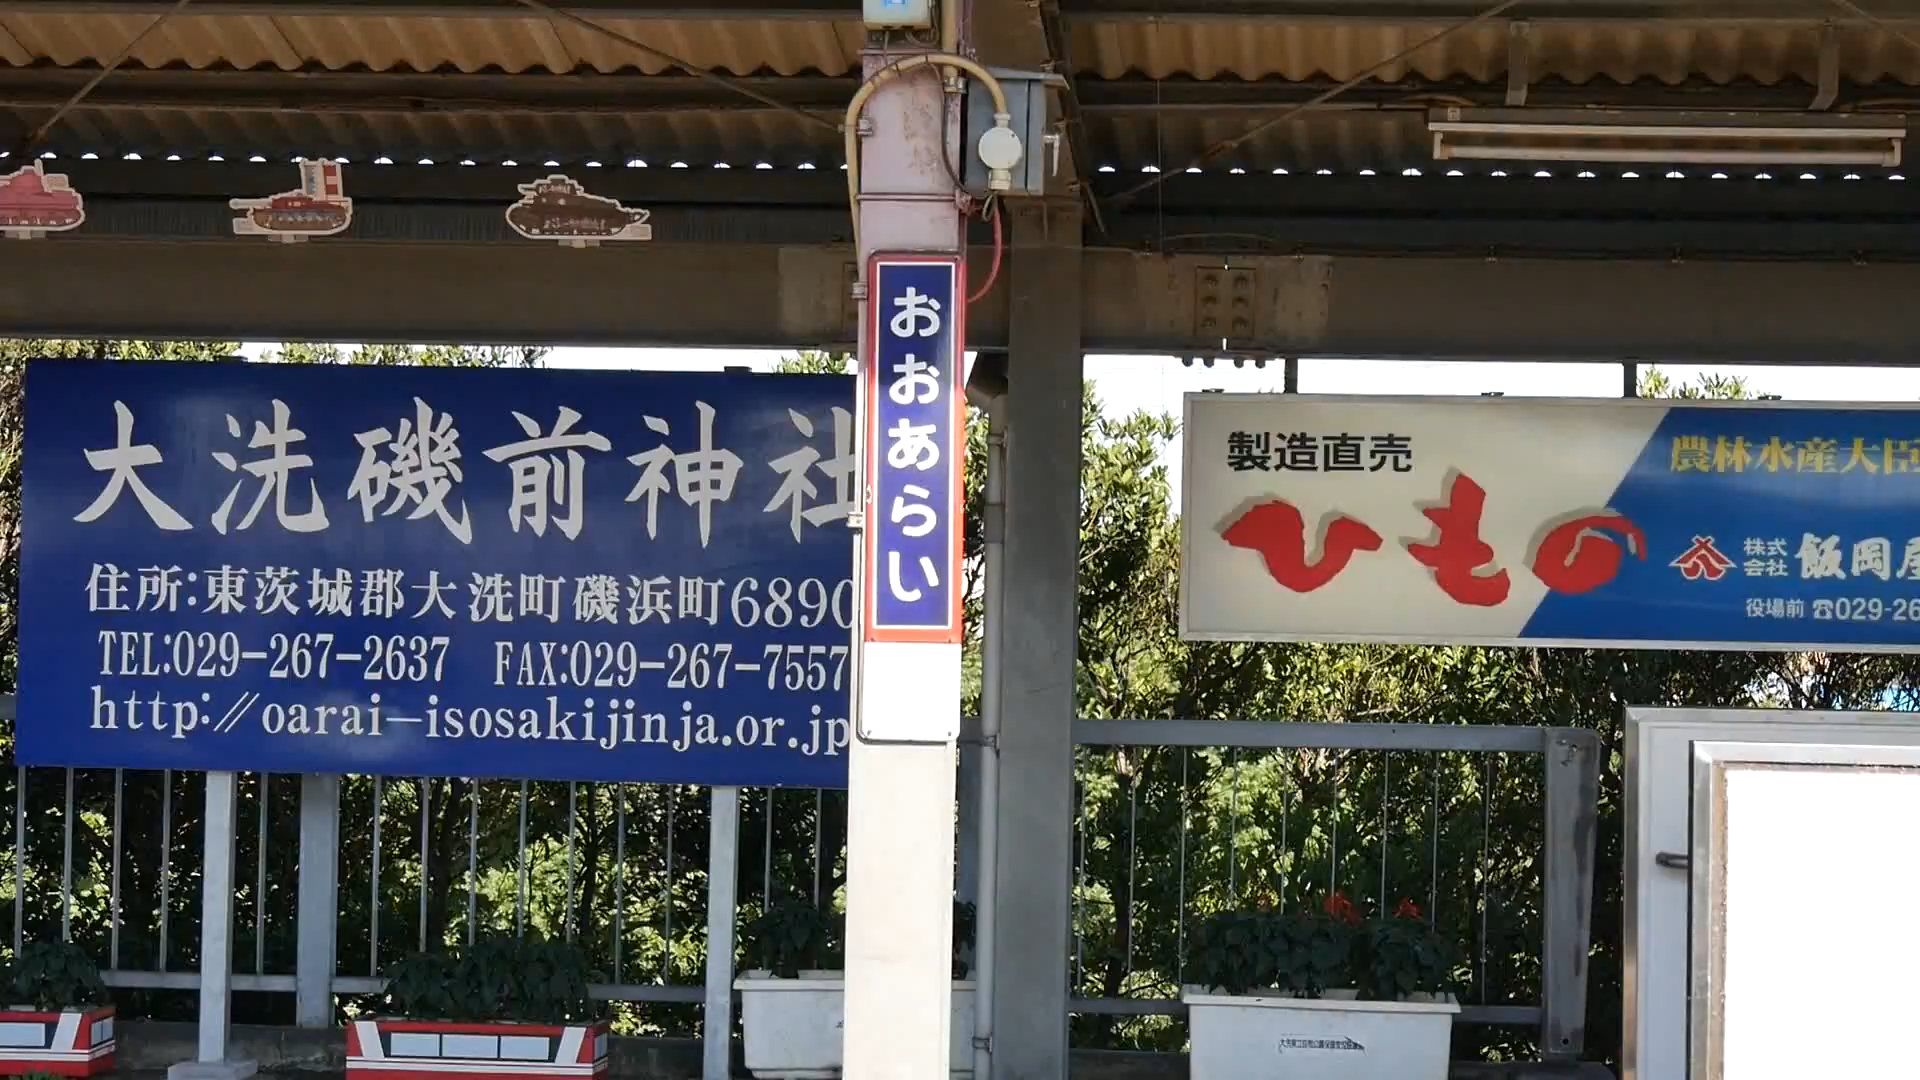 大洗磯前神社
住所:東茨城郡大洗町磯浜町6890
TEL:029-267-2637 FAX:029-267-7557
http://oarai-isosakijinja.or.jp
おおあらい
製造直売
ひもの
農林水産大臣
株式会社 飯岡屋
役場前 ☎029-26